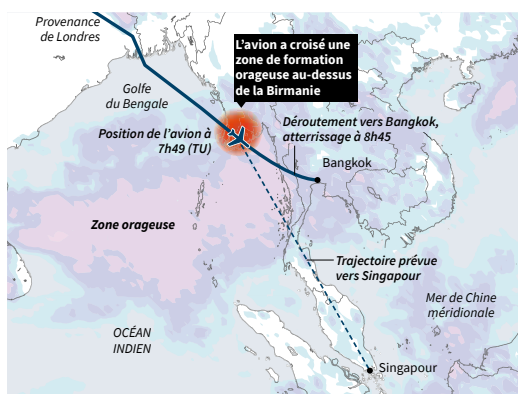 Provenance
de Londres
L'avion a croisé une
zone de formation
orageuse au-dessus
de la Birmanie
Golfe
du Bengale
Position de l'avion à
7h49 (TU)
Déroutement vers Bangkok,
atterrissage à 8h45
Bangkok
Zone orageuse
Trajectoire prévue
vers Singapour
Mer de Chine
méridionale
OCÉAN
INDIEN
Singapour